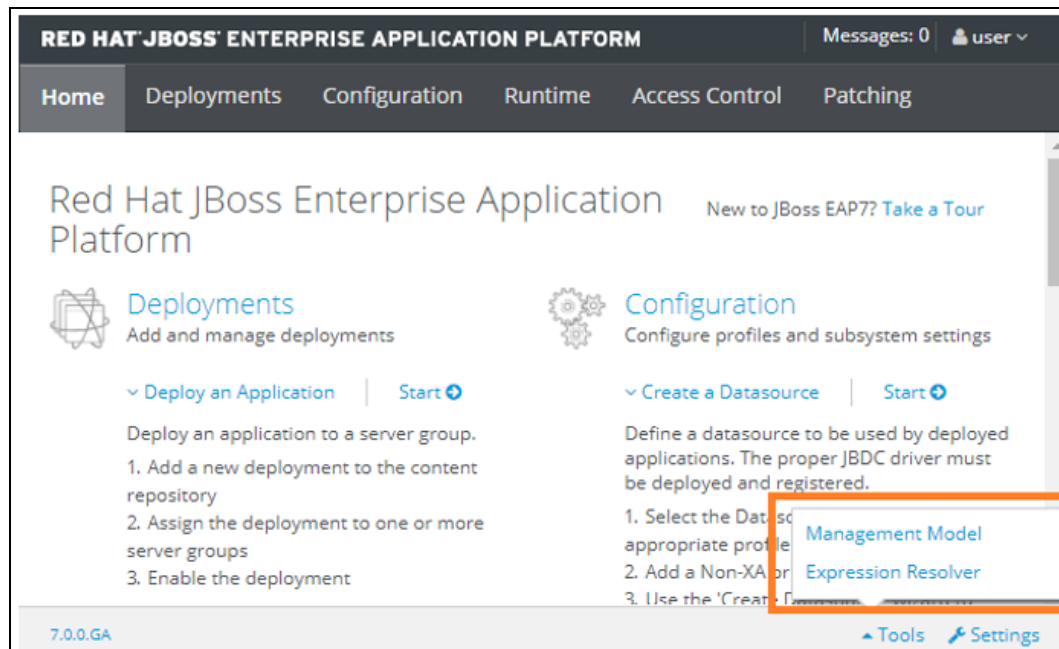 RED HAT JBOSS ENTERPRISE APPLICATION PLATFORM
Messages: 0
user
Home
Deployments
Configuration
Runtime
Access Control
Patching
Red Hat JBoss Enterprise Application
Platform
New to JBoss EAP7? Take a Tour
Deployments
Add and manage deployments
Deploy an Application
Start
Deploy an application to a server group.
1. Add a new deployment to the content
repository
2. Assign the deployment to one or more
server groups
3. Enable the deployment
Configuration
Configure profiles and subsystem settings
Create a Datasource
Start
Define a datasource to be used by deployed
applications. The proper JBDC driver must
be deployed and registered.
1. Select the
appropriate
2. Add a Non-XA or
3. Use the 'Create
Management Model
Expression Resolver
7.0.0.GA
Tools
Settings